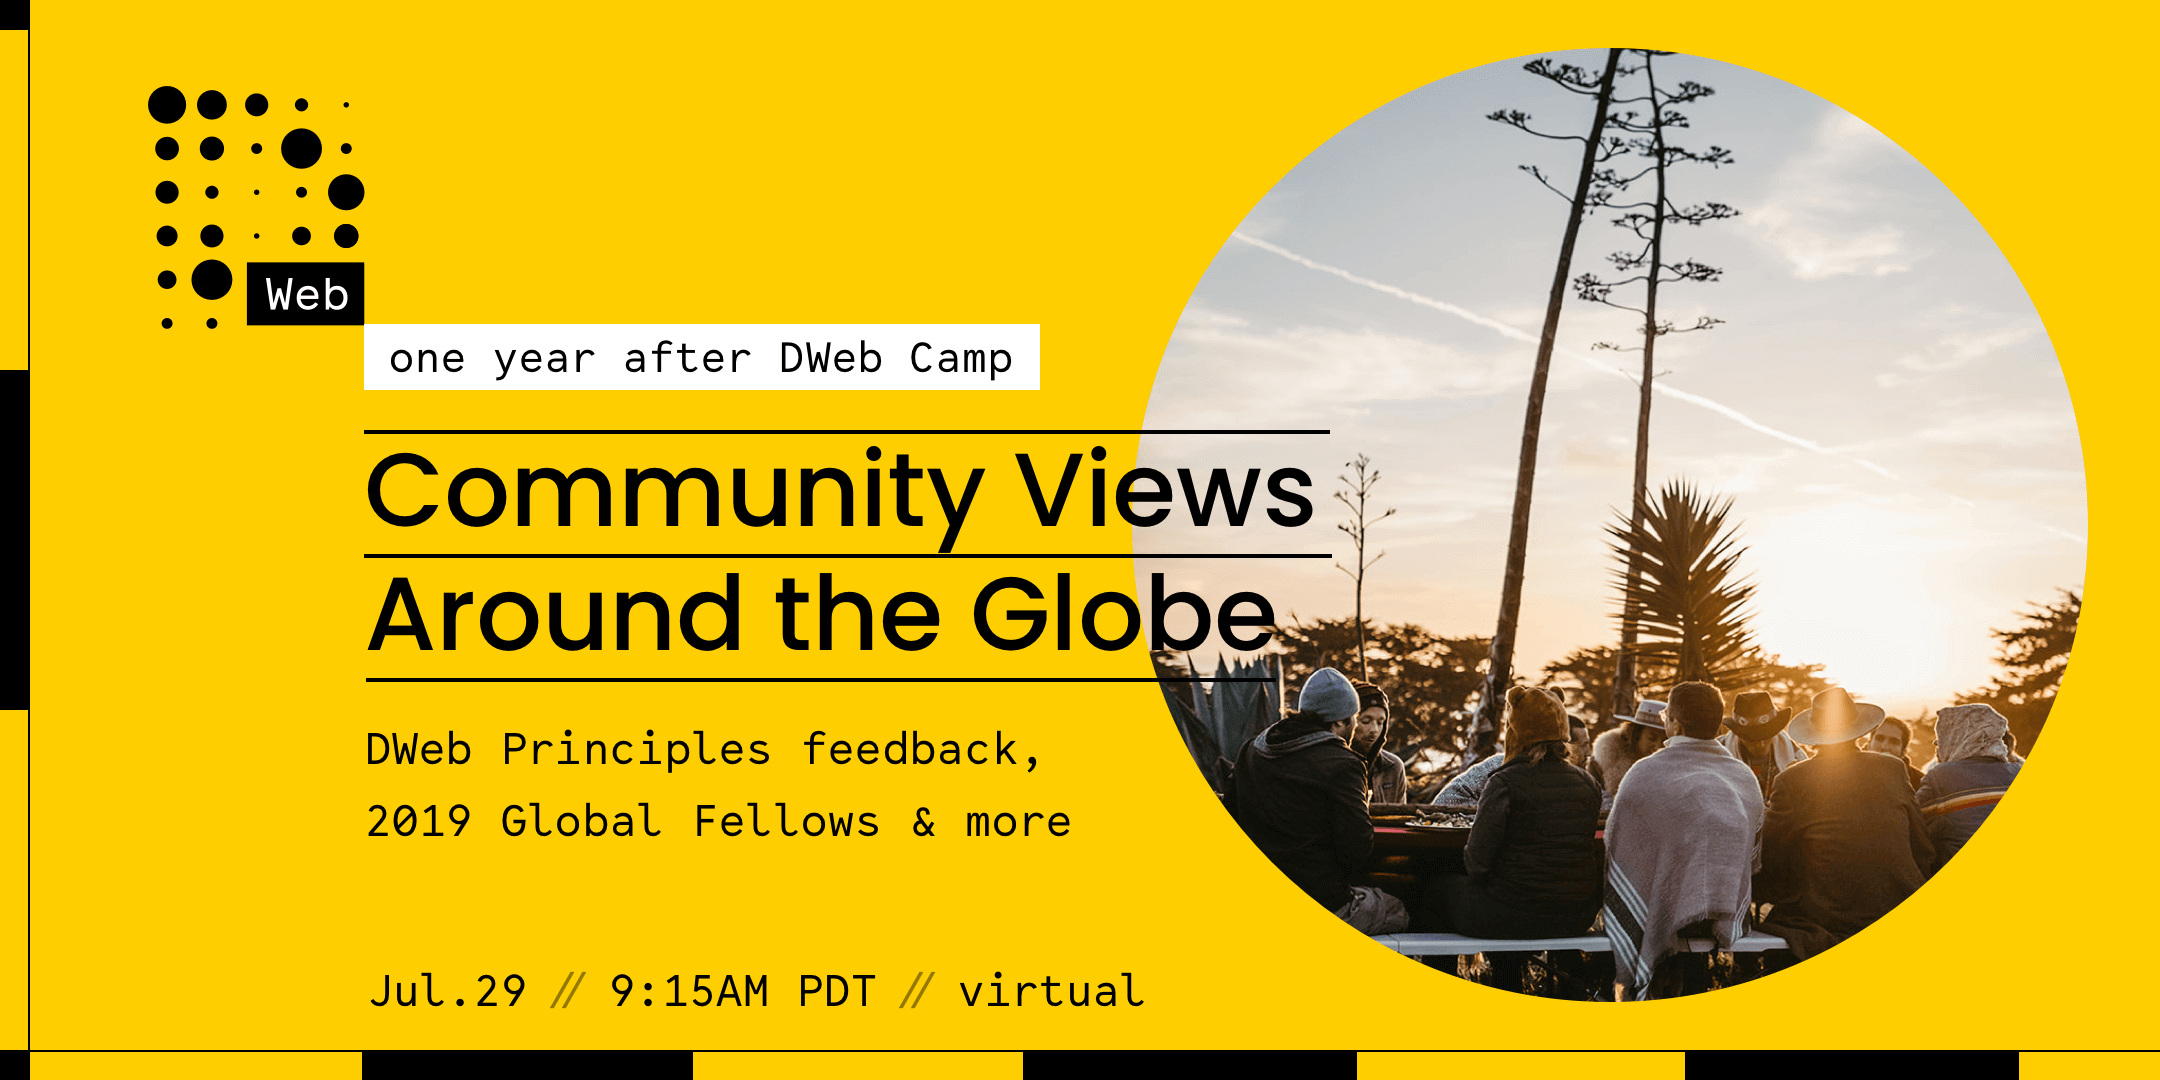 Web
one year after DWeb Camp
Community Views
Around the Globe
DWeb Principles feedback,
2019 Global Fellows & more
Jul.29 // 9:15AM PDT // virtual